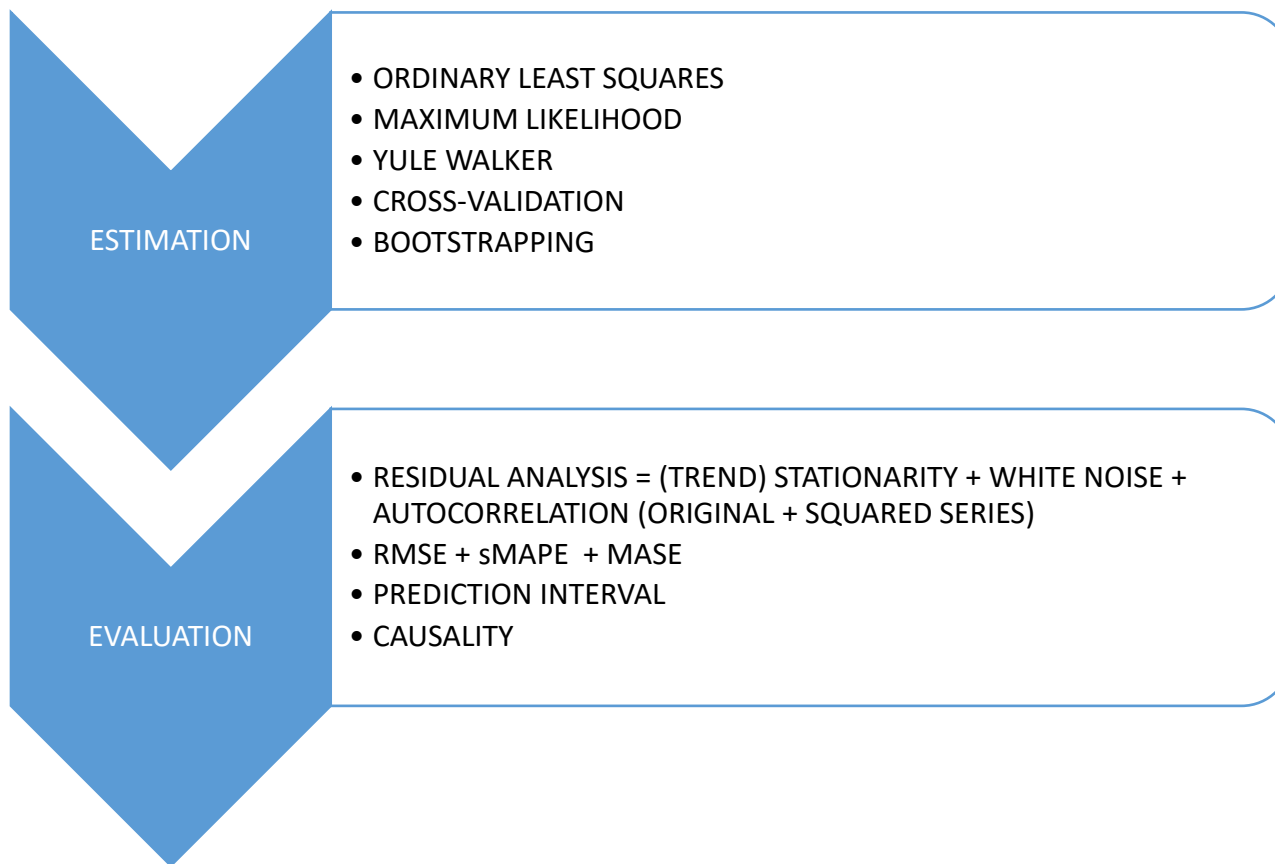 ESTIMATION
• ORDINARY LEAST SQUARES
• MAXIMUM LIKELIHOOD
• YULE WALKER
• CROSS-VALIDATION
• BOOTSTRAPPING
EVALUATION
• RESIDUAL ANALYSIS = (TREND) STATIONARITY + WHITE NOISE +
AUTOCORRELATION (ORIGINAL + SQUARED SERIES)
• RMSE + sMAPE + MASE
• PREDICTION INTERVAL
• CAUSALITY